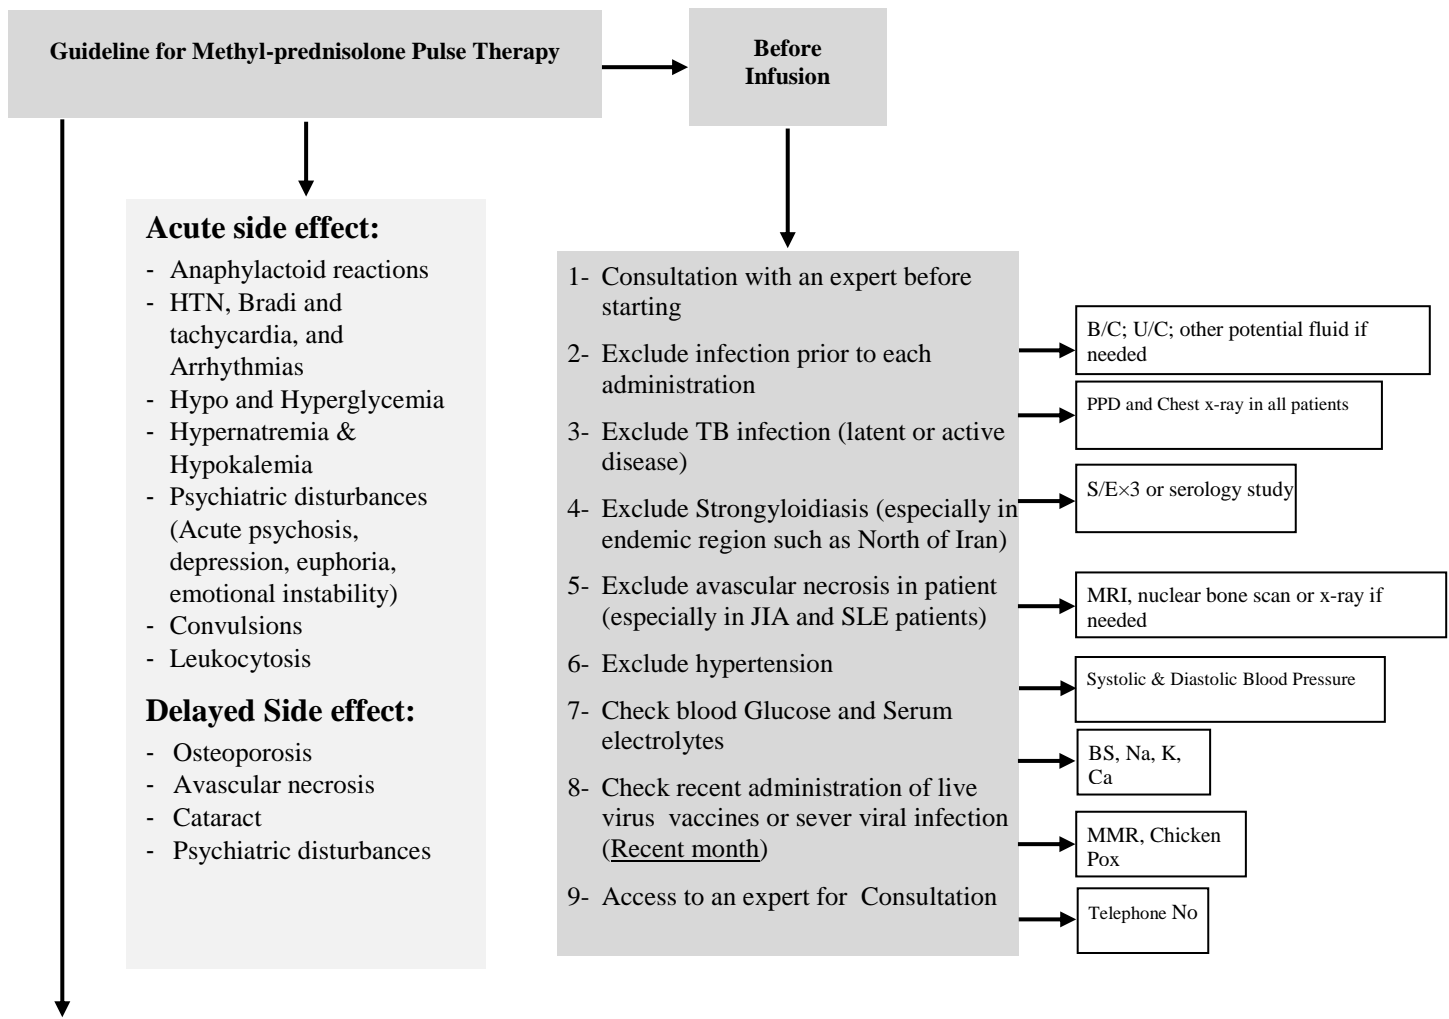 Guideline for Methyl-prednisolone Pulse Therapy
Before
Infusion
Acute side effect:
- Anaphylactoid reactions
- HTN, Bradi and
tachycardia, and
Arrhythmias
- Hypo and Hyperglycemia
- Hypernatremia &
Hypokalemia
- Psychiatric disturbances
(Acute psychosis,
depression, euphoria,
emotional instability)
- Convulsions
- Leukocytosis
Delayed Side effect:
- Osteoporosis
- Avascular necrosis
- Cataract
- Psychiatric disturbances
1- Consultation with an expert before
starting
2- Exclude infection prior to each
administration
3- Exclude TB infection (latent or active
disease)
4- Exclude Strongyloidiasis (especially in
endemic region such as North of Iran)
5- Exclude avascular necrosis in patient
(especially in JIA and SLE patients)
6- Exclude hypertension
7- Check blood Glucose and Serum
electrolytes
8- Check recent administration of live
virus vaccines or sever viral infection
(Recent month)
9- Access to an expert for Consultation
B/C; U/C; other potential fluid if
needed
PPD and Chest x-ray in all patients
S/E×3 or serology study
MRI, nuclear bone scan or x-ray if
needed
Systolic & Diastolic Blood Pressure
BS, Na, K,
Ca
MMR, Chicken
Pox
Telephone No